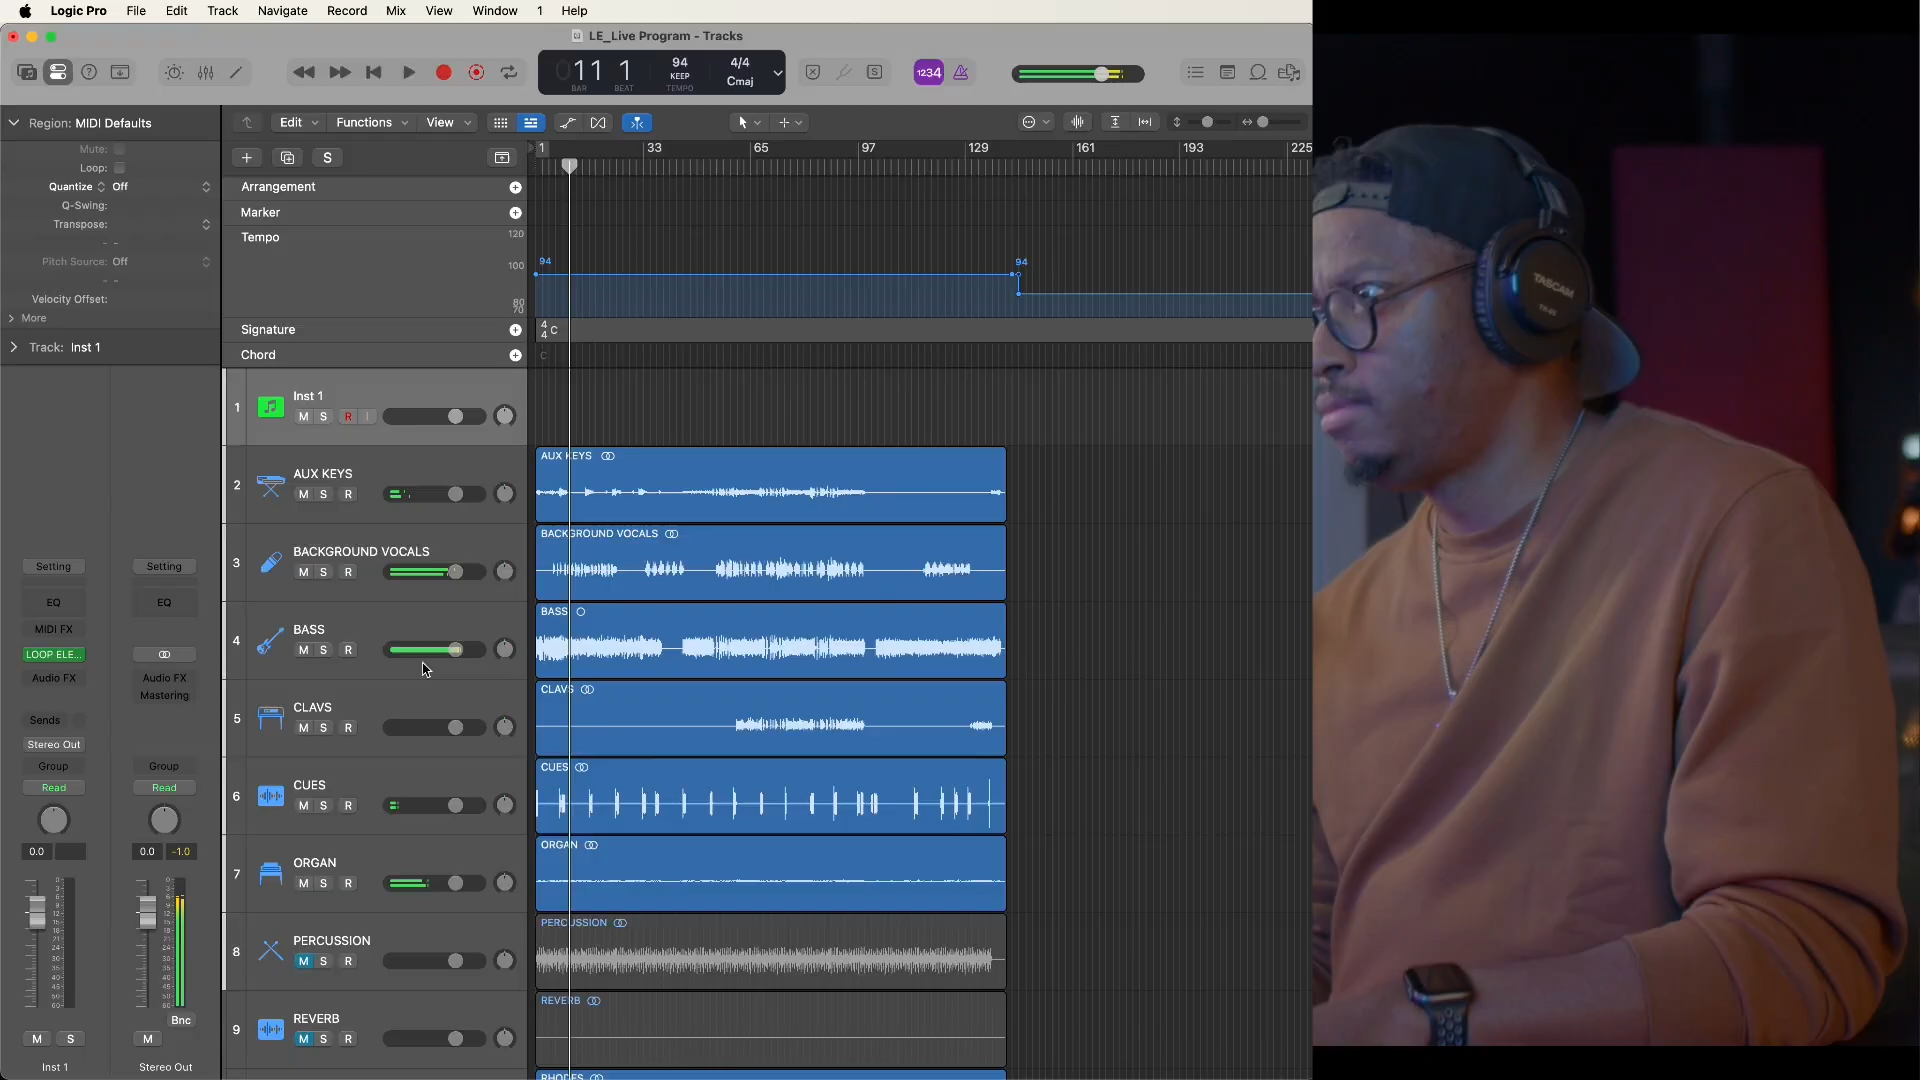 Logic Pro File Edit Track Navigate Record Mix View Window 1 Help
LE_Live Program - Tracks
011 1 94 4/4
KEEP Cmaj
BAR BEAT TEMPO
1234
S
Region: MIDI Defaults
Edit Functions View
Mute:
Loop:
Quantize Off
Q-Swing:
Transpose:
Pitch Source: Off
Velocity Offset:
More
Track: Inst 1
S
1 33 65 97 129 161 193 225
Arrangement
Marker
Tempo
120
100
80
70
94 94
Signature
4 4 C
Chord
C
1 Inst 1
M S R I
2 AUX KEYS
M S R
AUX KEYS
3 BACKGROUND VOCALS
M S R
BACKGROUND VOCALS
4 BASS
M S R
BASS
5 CLAVS
M S R
CLAVS
6 CUES
M S R
CUES
7 ORGAN
M S R
ORGAN
8 PERCUSSION
M S R
PERCUSSION
9 REVERB
M S R
REVERB
RHODES
Setting Setting
EQ EQ
MIDI FX
LOOP ELE...
Audio FX Audio FX
Mastering
Sends
Stereo Out
Group Group
Read Read
0.0 0.0 -1.0
Bnc
M S M
Inst 1 Stereo Out
TASCAM